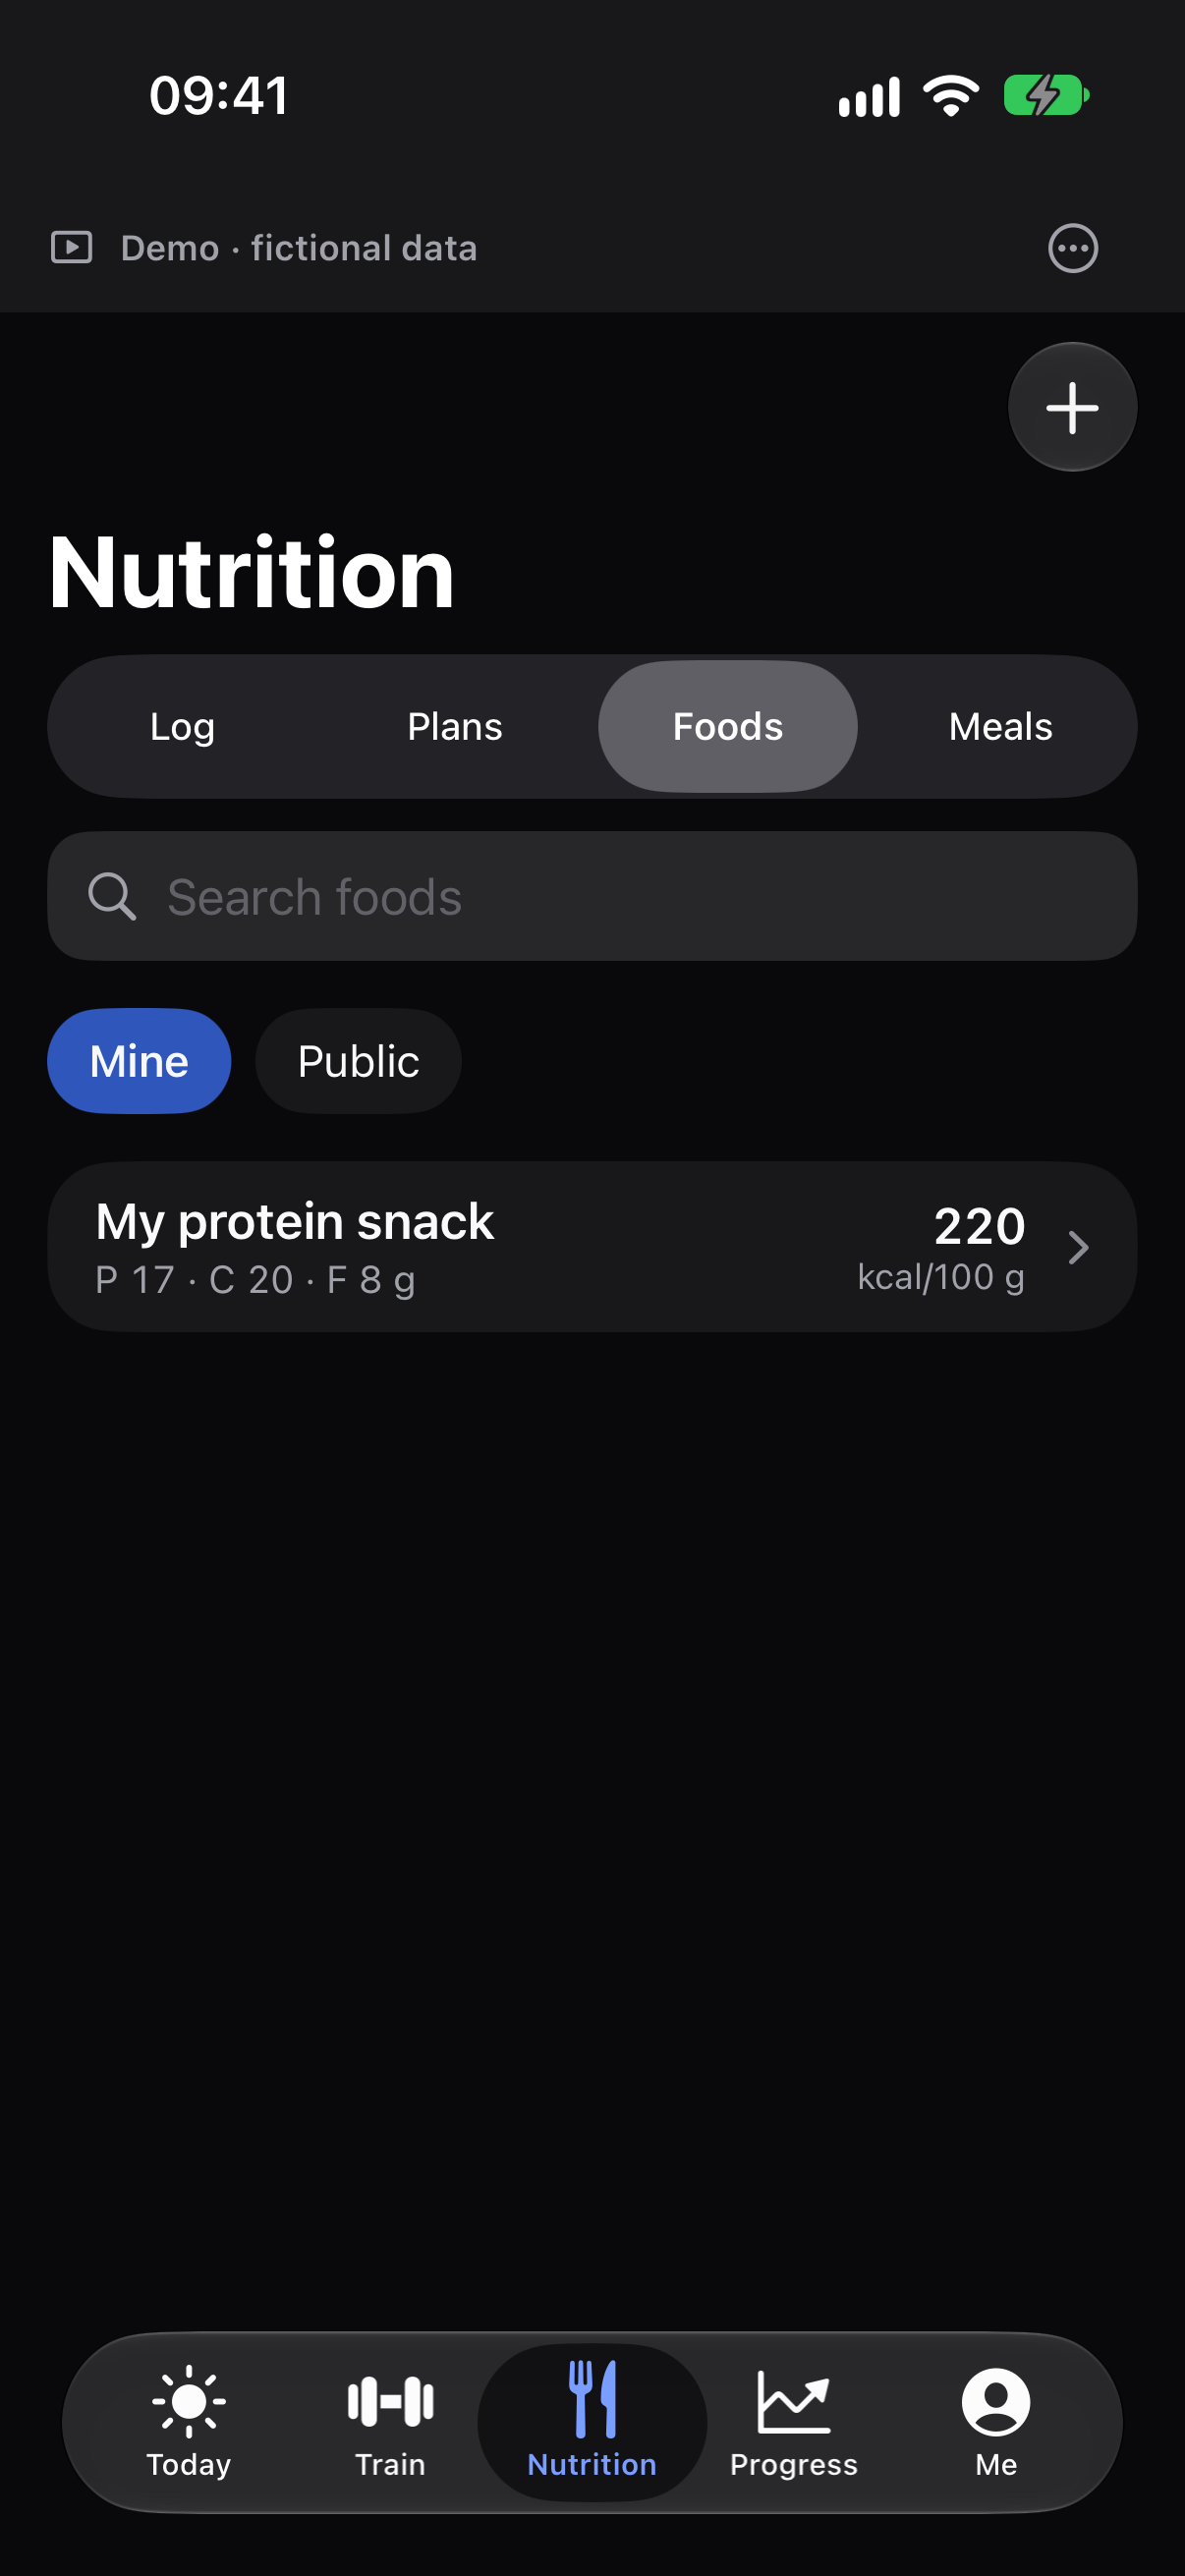 09:41
Demo · fictional data
Nutrition
Log Plans Foods Meals
Search foods
Mine Public
My protein snack 220
P 17 · C 20 · F 8 g kcal/100 g
Today Train Nutrition Progress Me